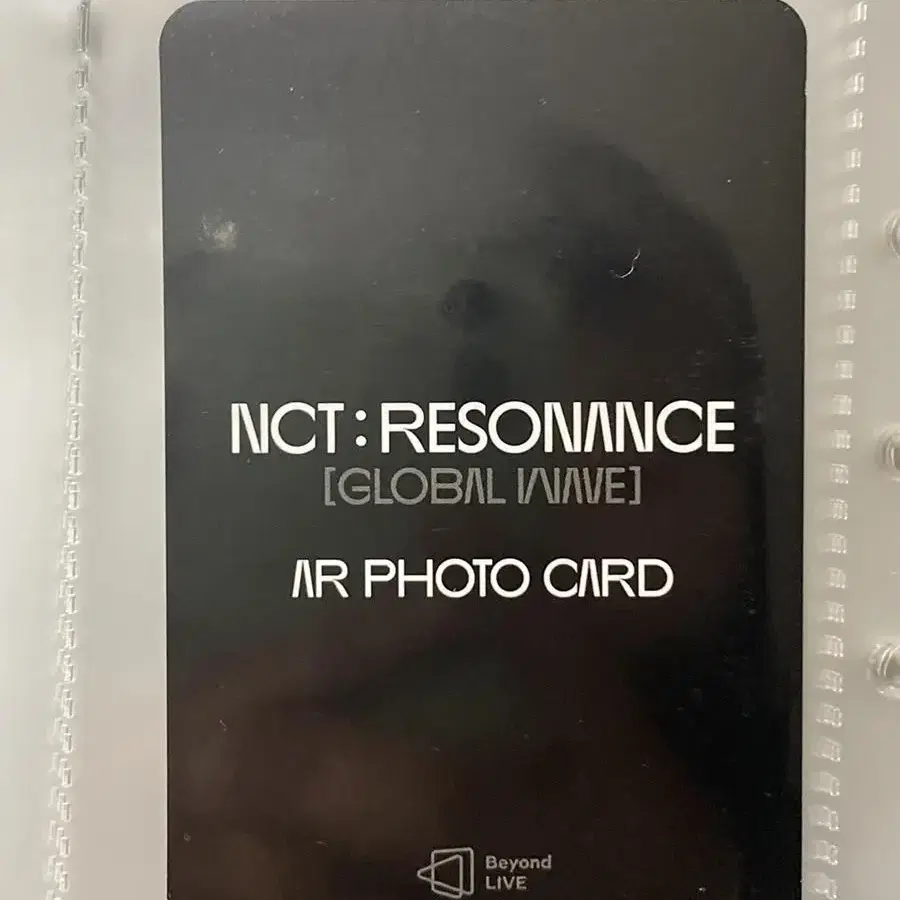 NCT : RESONANCE
[GLOBAL WAVE]
AR PHOTO CARD
Beyond
LIVE